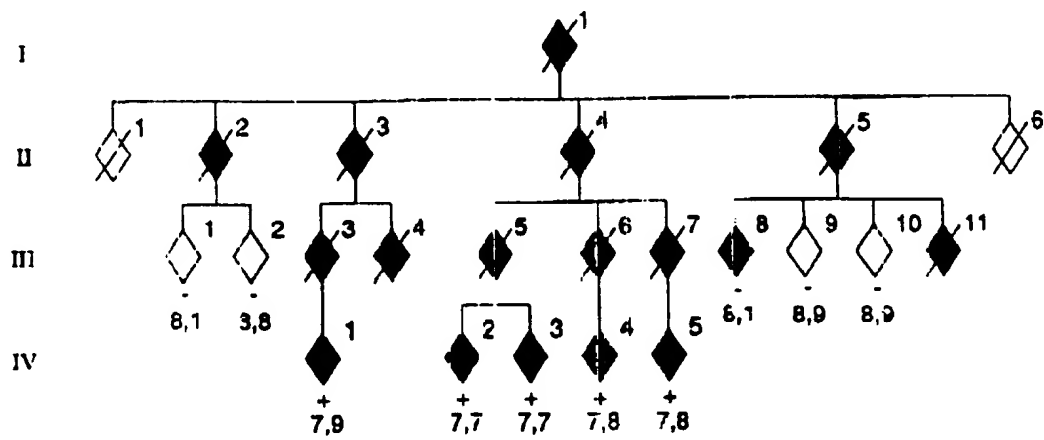 I
1
1 2 3 4 5 6
II
1 2 3 4 5 6 7 8 9 10 11
III
- - - - -
8,1 3,8 6,1 8,9 8,9
1 2 3 4 5
IV
+ + + + +
7,9 7,7 7,7 7,8 7,8